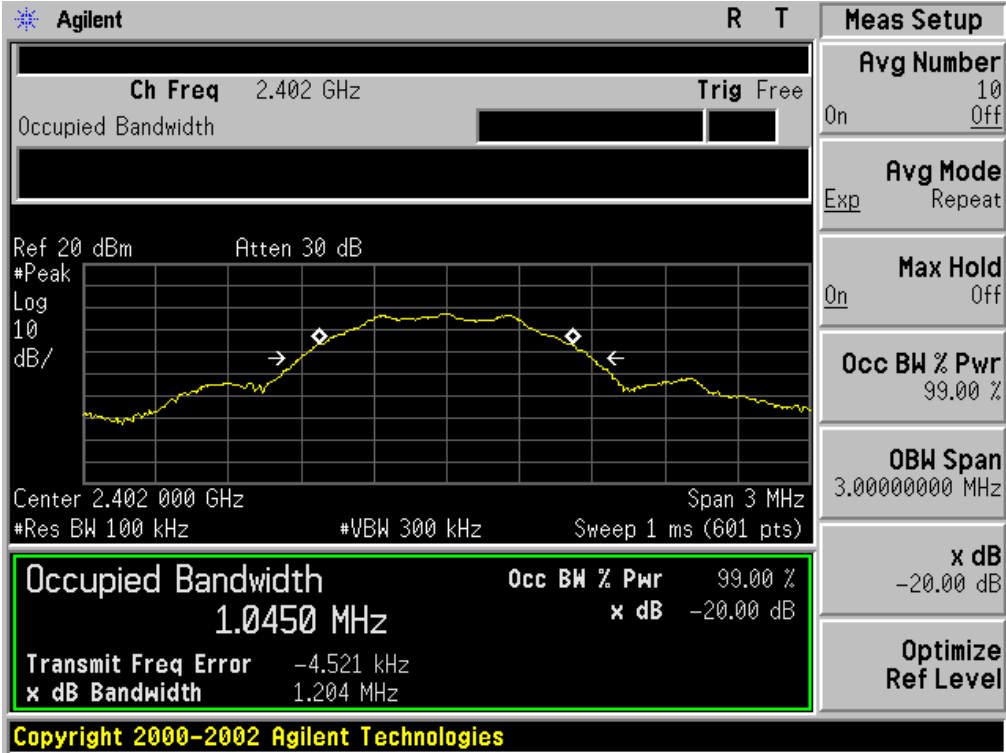 Agilent R T Meas Setup
Ch Freq 2.402 GHz Trig Free
Occupied Bandwidth
Ref 20 dBm Atten 30 dB
#Peak
Log
10
dB/
Center 2.402 000 GHz Span 3 MHz
#Res BW 100 kHz #VBW 300 kHz Sweep 1 ms (601 pts)
Occupied Bandwidth Occ BW % Pwr 99.00 %
1.0450 MHz x dB -20.00 dB
Transmit Freq Error -4.521 kHz
x dB Bandwidth 1.204 MHz
Avg Number
10
On Off
Avg Mode
Exp Repeat
Max Hold
On Off
Occ BW % Pwr
99.00 %
OBW Span
3.00000000 MHz
x dB
-20.00 dB
Optimize
Ref Level
Copyright 2000-2002 Agilent Technologies